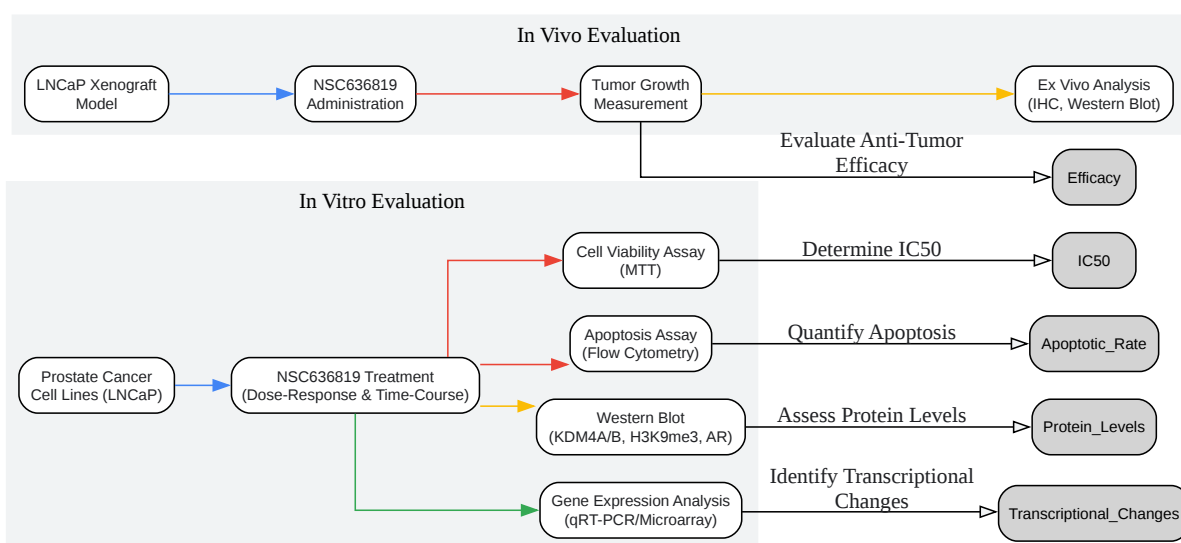 In Vivo Evaluation
LNCaP Xenograft
Model
NSC636819
Administration
Tumor Growth
Measurement
Ex Vivo Analysis
(IHC, Western Blot)
Evaluate Anti-Tumor
Efficacy
Efficacy
In Vitro Evaluation
Cell Viability Assay
(MTT)
Determine IC50
IC50
Apoptosis Assay
(Flow Cytometry)
Quantify Apoptosis
Apoptotic_Rate
Prostate Cancer
Cell Lines (LNCaP)
NSC636819 Treatment
(Dose-Response & Time-Course)
Western Blot
(KDM4A/B, H3K9me3, AR)
Assess Protein Levels
Protein_Levels
Gene Expression Analysis
(qRT-PCR/Microarray)
Identify Transcriptional
Changes
Transcriptional_Changes